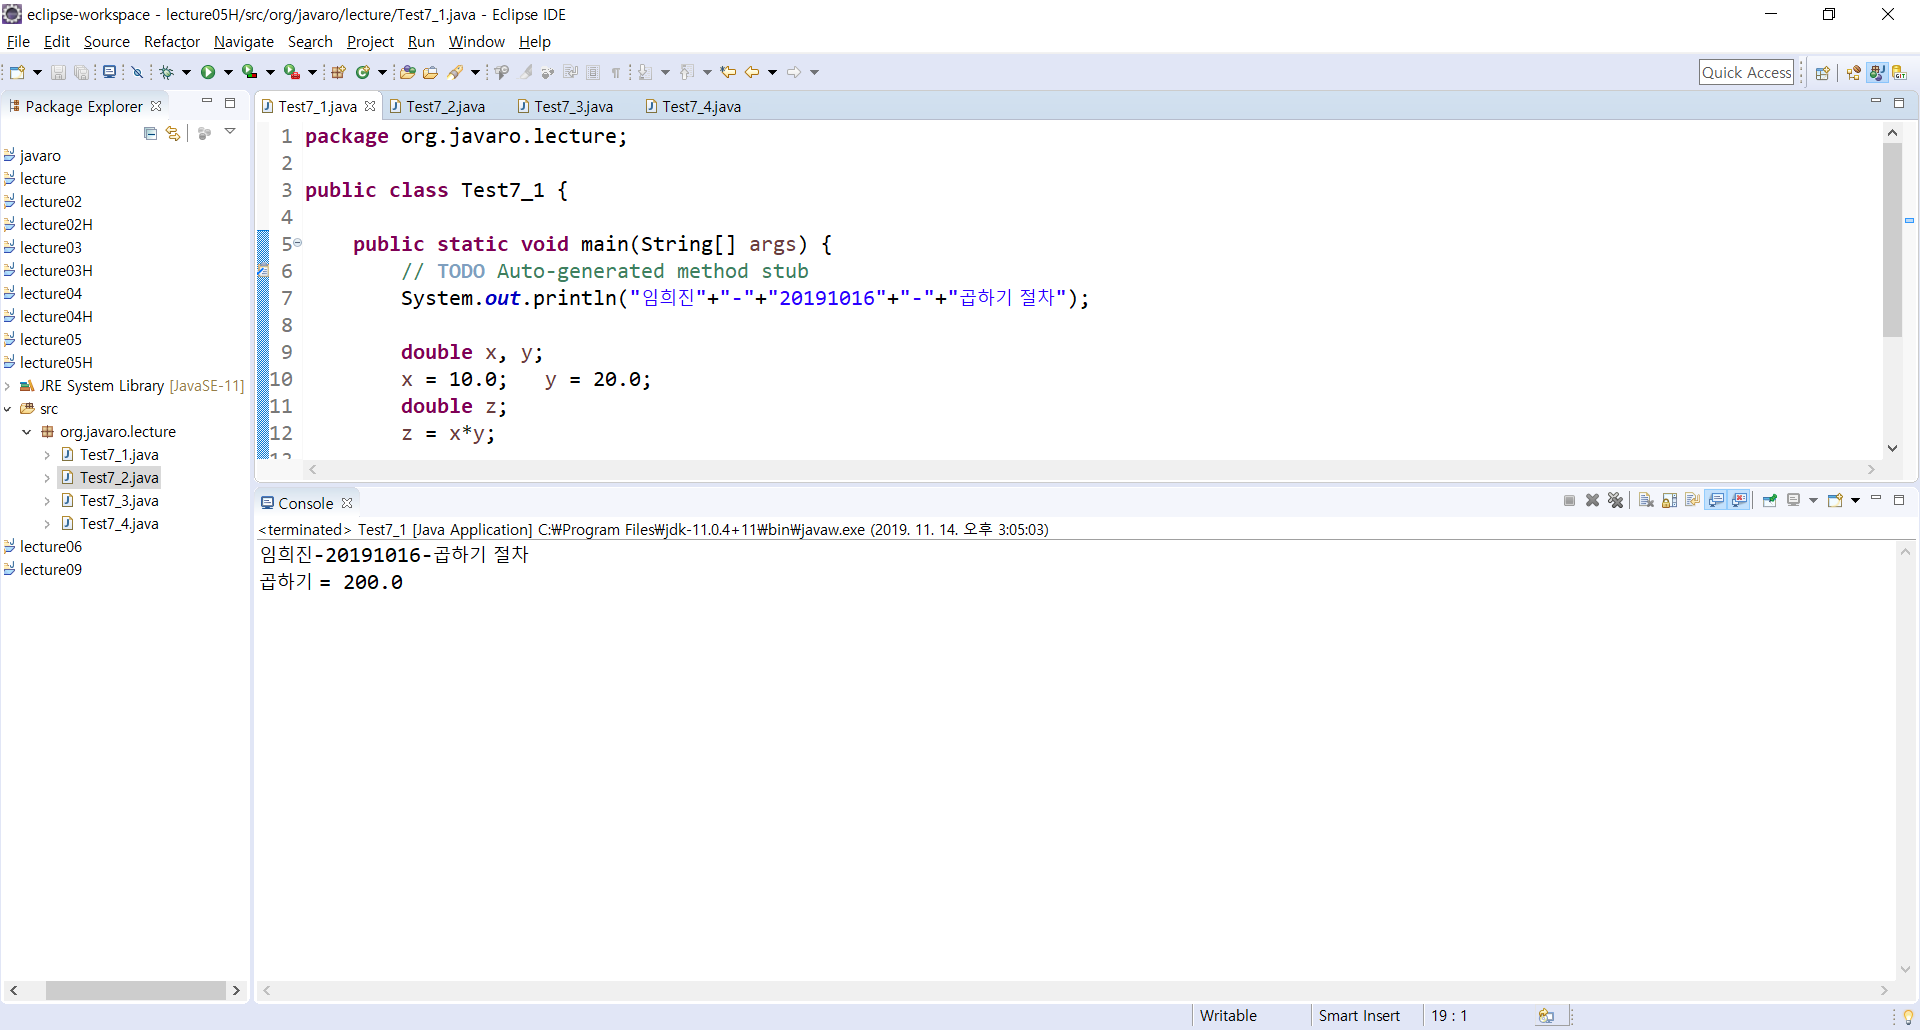 eclipse-workspace - lecture05H/src/org/javaro/lecture/Test7_1.java - Eclipse IDE
File Edit Source Refactor Navigate Search Project Run Window Help
Quick Access
Package Explorer
javaro
lecture
lecture02
lecture02H
lecture03
lecture03H
lecture04
lecture04H
lecture05
lecture05H
JRE System Library [JavaSE-11]
src
org.javaro.lecture
Test7_1.java
Test7_2.java
Test7_3.java
Test7_4.java
lecture06
lecture09
Test7_1.java Test7_2.java Test7_3.java Test7_4.java
1 package org.javaro.lecture;
2
3 public class Test7_1 {
4
5 public static void main(String[] args) {
6 // TODO Auto-generated method stub
7 System.out.println("임희진"+"-"+"20191016"+"-"+"곱하기 절차");
8
9 double x, y;
10 x = 10.0; y = 20.0;
11 double z;
12 z = x*y;
Console
<terminated> Test7_1 [Java Application] C:₩Program Files₩jdk-11.0.4+11₩bin₩javaw.exe (2019. 11. 14. 오후 3:05:03)
임희진-20191016-곱하기 절차
곱하기 = 200.0
Writable Smart Insert 19 : 1